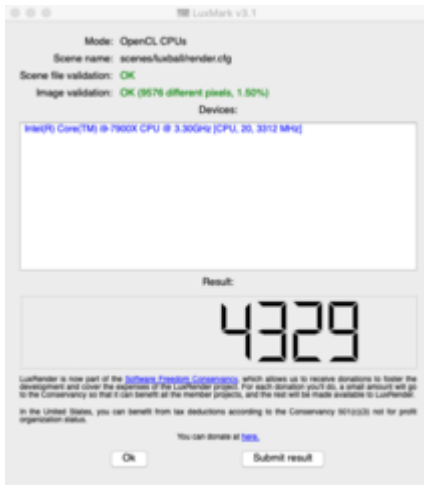 LuxMark v3.1
Mode: OpenCL CPUs
Scene name: scenes/luxball/render.cfg
Scene file validation: OK
Image validation: OK (9576 different pixels, 1.50%)
Devices:
Intel(R) Core(TM) i9-7900X CPU @ 3.30GHz [CPU, 20, 3312 MHz]
Result:
4329
LuxRender is now part of the Software Freedom Conservancy, which allows us to receive donations to foster the
development and cover the expenses of the LuxRender project. For each donation you'll do, a small amount will go
to the Conservancy so that it can benefit all the member projects, and the rest will be made available to LuxRender.
In the United States, you can benefit from tax deductions according to the Conservancy 501(c)(3) not for profit
organization status.
You can donate at here.
Ok
Submit result